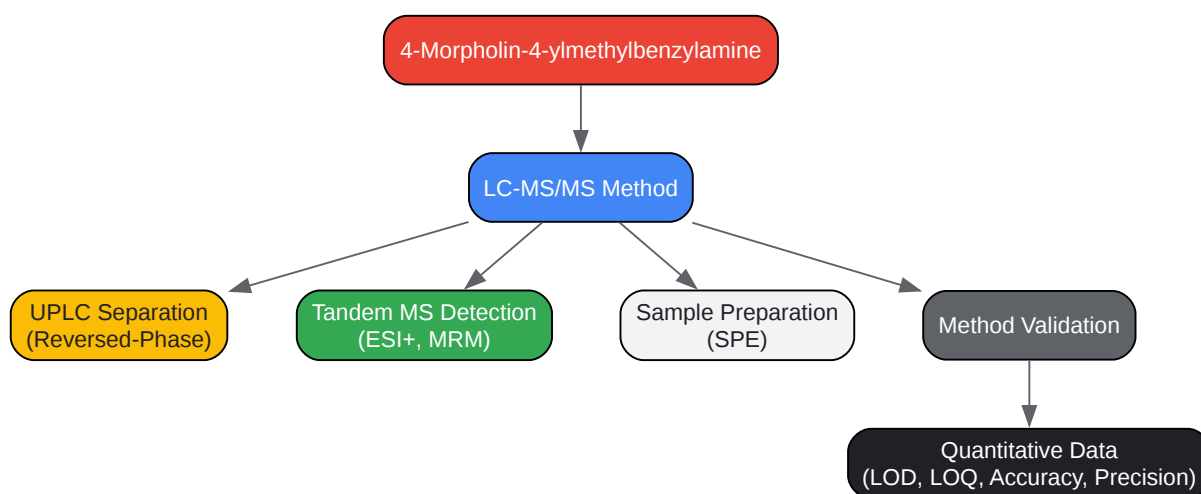 4-Morpholin-4-ylmethylbenzylamine
LC-MS/MS Method
UPLC Separation
(Reversed-Phase)
Tandem MS Detection
(ESI+, MRM)
Sample Preparation
(SPE)
Method Validation
Quantitative Data
(LOD, LOQ, Accuracy, Precision)